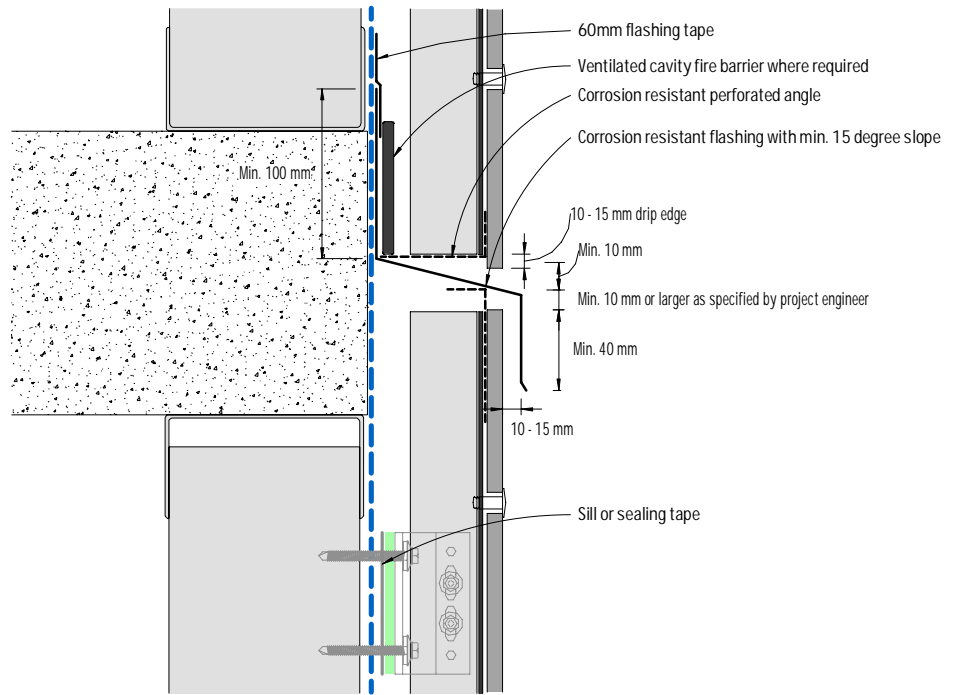 60mm flashing tape
Ventilated cavity fire barrier where required
Corrosion resistant perforated angle
Corrosion resistant flashing with min. 15 degree slope
Min. 100 mm
10 - 15 mm drip edge
Min. 10 mm
Min. 10 mm or larger as specified by project engineer
Min. 40 mm
10 - 15 mm
Sill or sealing tape